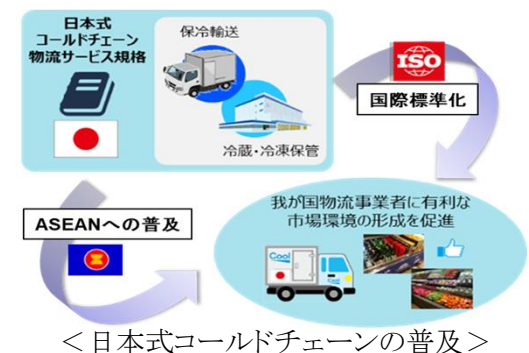 日本式
コールドチェーン
物流サービス規格
保冷輸送
冷蔵・冷凍保管
ISO
国際標準化
ASEANへの普及
我が国物流事業者に有利な
市場環境の形成を促進
Cool
＜日本式コールドチェーンの普及＞